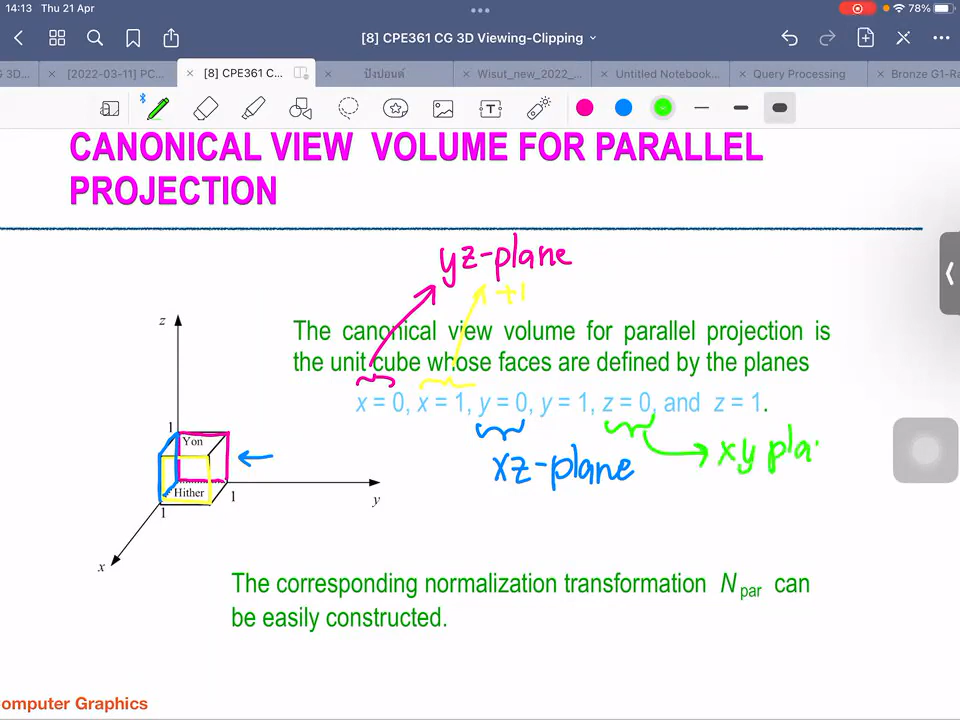 14:13 Thu 21 Apr
78%
[8] CPE361 CG 3D Viewing-Clipping
G 3D...
[2022-03-11] PC...
[8] CPE361 C...
ปังปอนด์
Wisut_new_2022_...
Untitled Notebook...
Query Processing
Bronze G1-Ra
CANONICAL VIEW VOLUME FOR PARALLEL
PROJECTION
yz-plane
+1
The canonical view volume for parallel projection is
the unit cube whose faces are defined by the planes
x = 0, x = 1, y = 0, y = 1, z = 0, and z = 1.
xz-plane
xy pla
z
1
Yon
Hither
1
1
y
x
The corresponding normalization transformation N par can
be easily constructed.
omputer Graphics